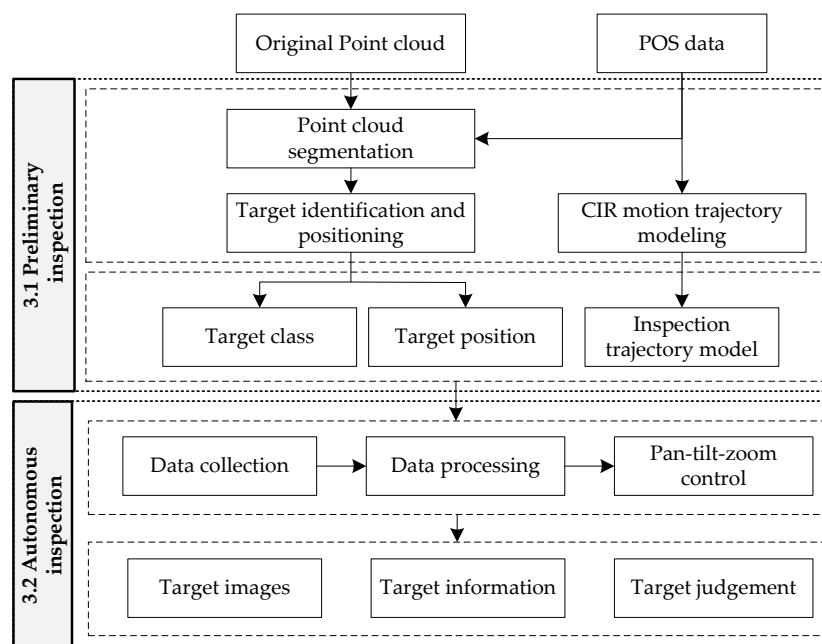 Original Point cloud
POS data
3.1 Preliminary
inspection
Point cloud
segmentation
Target identification and
positioning
CIR motion trajectory
modeling
Target class
Target position
Inspection
trajectory model
3.2 Autonomous
inspection
Data collection
Data processing
Pan-tilt-zoom
control
Target images
Target information
Target judgement